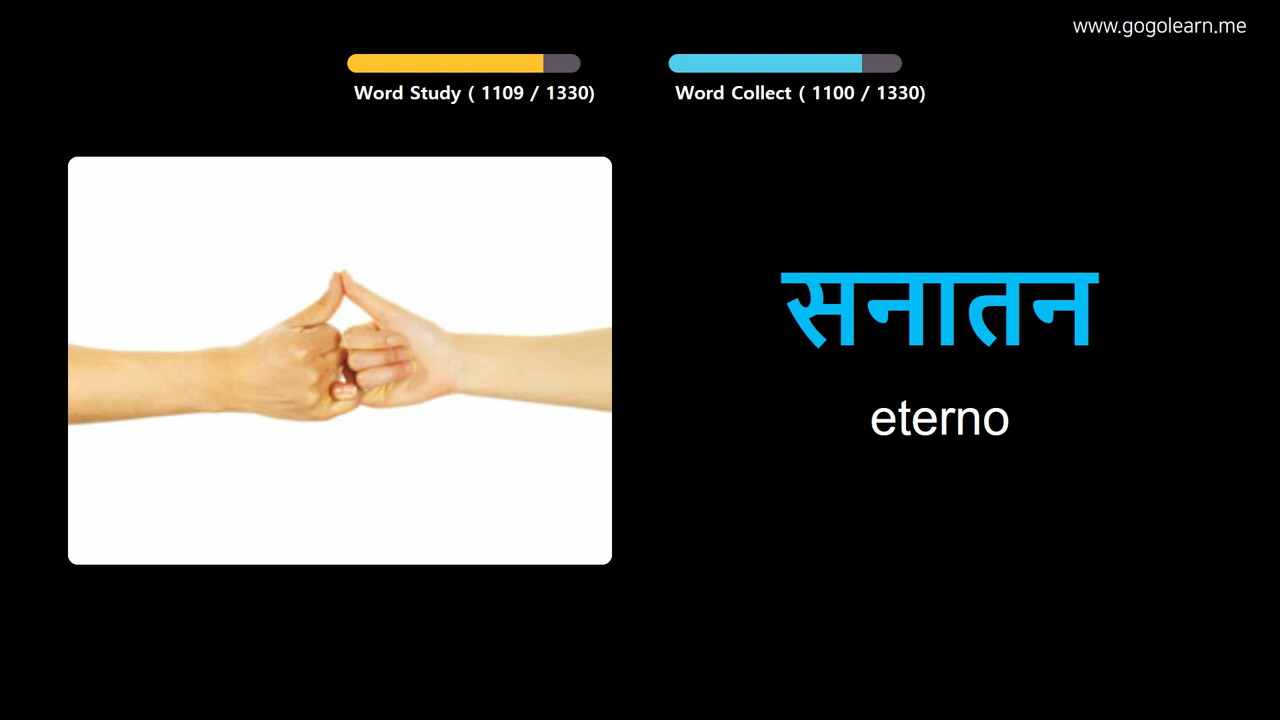 www.gogolearn.me
Word Study ( 1109 / 1330)
Word Collect ( 1100 / 1330)
सनातन
eterno